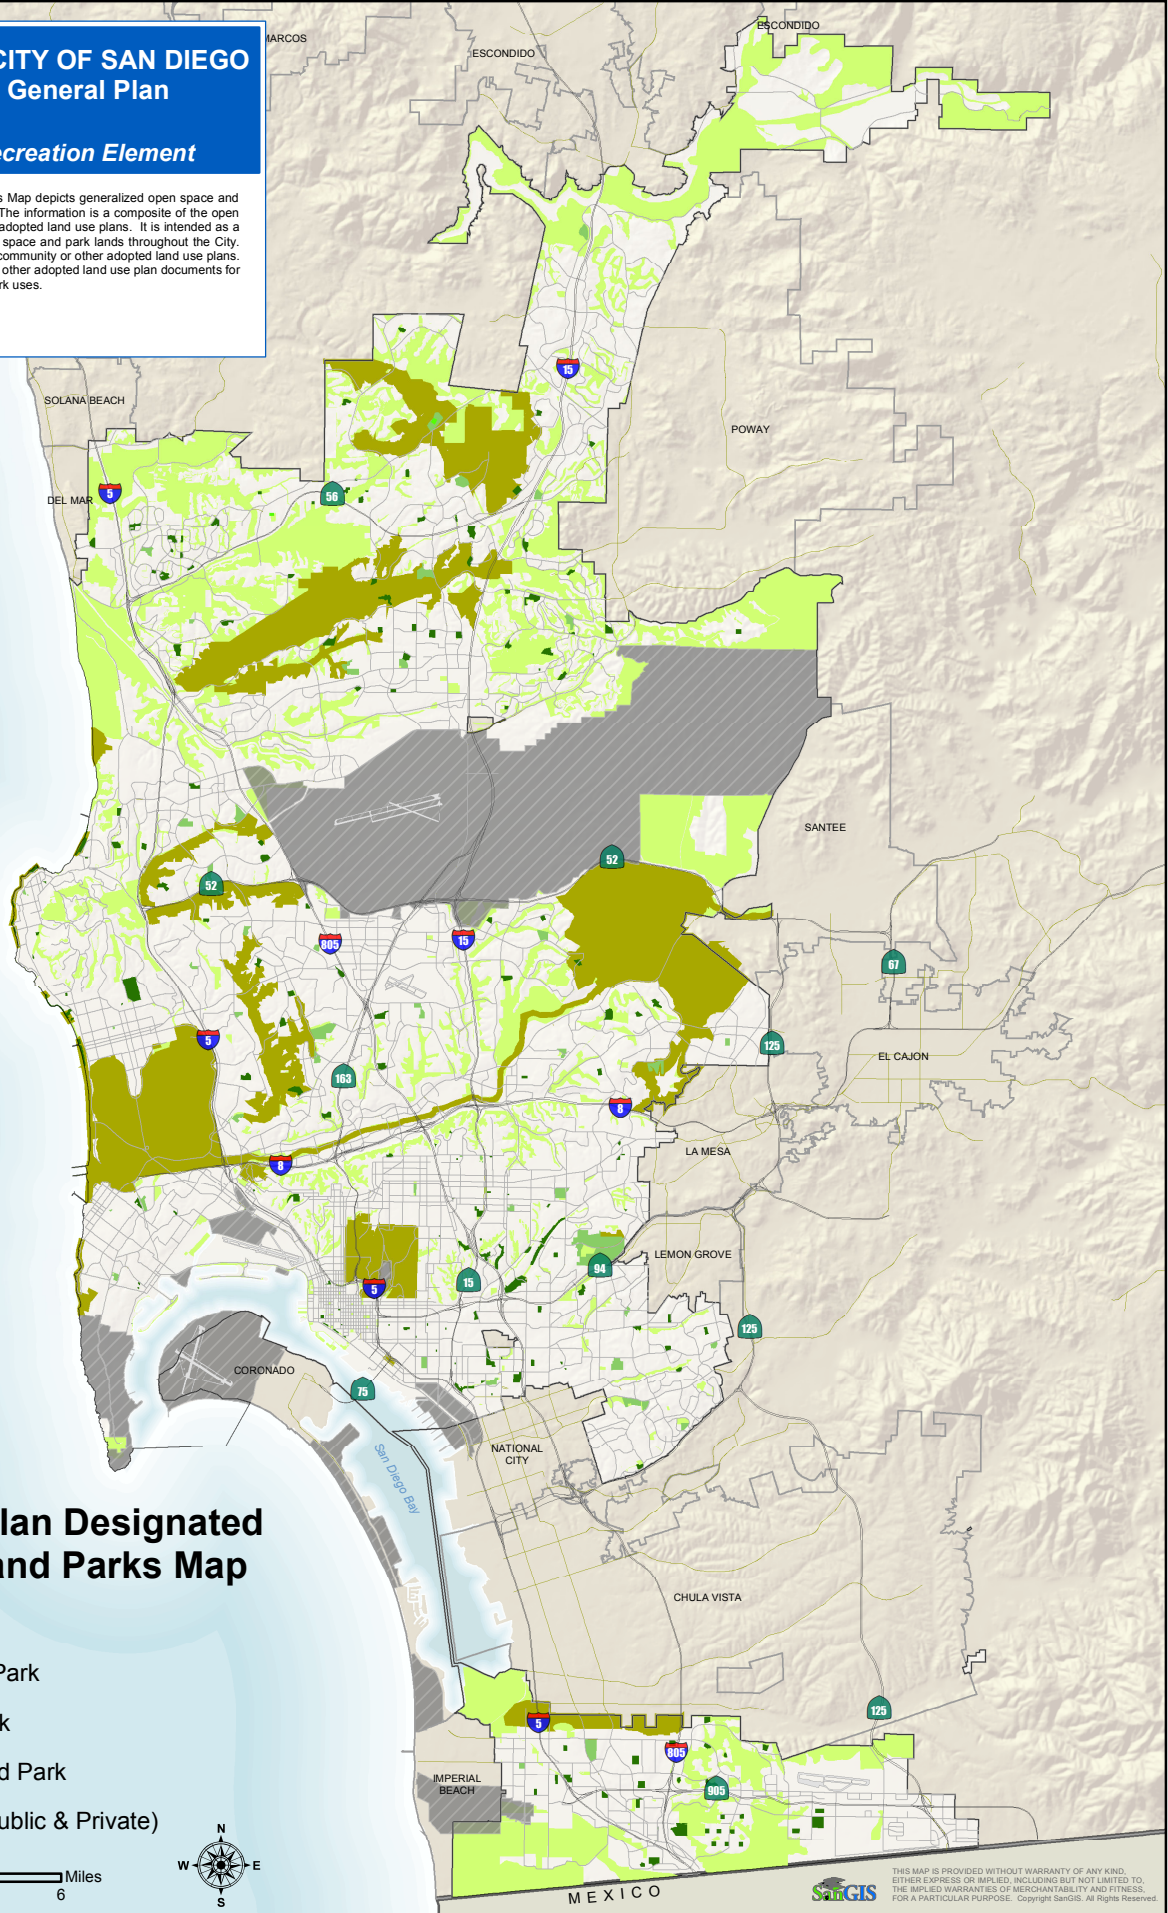 CITY OF SAN DIEGO
General Plan
ecreation Element
s Map depicts generalized open space and
The information is a composite of the open
adopted land use plans. It is intended as a
space and park lands throughout the City.
community or other adopted land use plans.
other adopted land use plan documents for
rk uses.
MARCOS
ESCONDIDO
ESCONDIDO
15
SOLANA BEACH
POWAY
DEL MAR
5
56
SANTEE
52
52
805
15
67
5
125
EL CAJON
163
8
LA MESA
8
LEMON GROVE
94
15
5
125
CORONADO
75
San Diego Bay
NATIONAL
CITY
lan Designated
and Parks Map
CHULA VISTA
Park
k
d Park
ublic & Private)
125
5
805
IMPERIAL
BEACH
905
N
W E
S
Miles
6
MEXICO
SanGIS
THIS MAP IS PROVIDED WITHOUT WARRANTY OF ANY KIND,
EITHER EXPRESS OR IMPLIED, INCLUDING BUT NOT LIMITED TO,
THE IMPLIED WARRANTIES OF MERCHANTABILITY AND FITNESS,
FOR A PARTICULAR PURPOSE. Copyright SanGIS. All Rights Reserved.